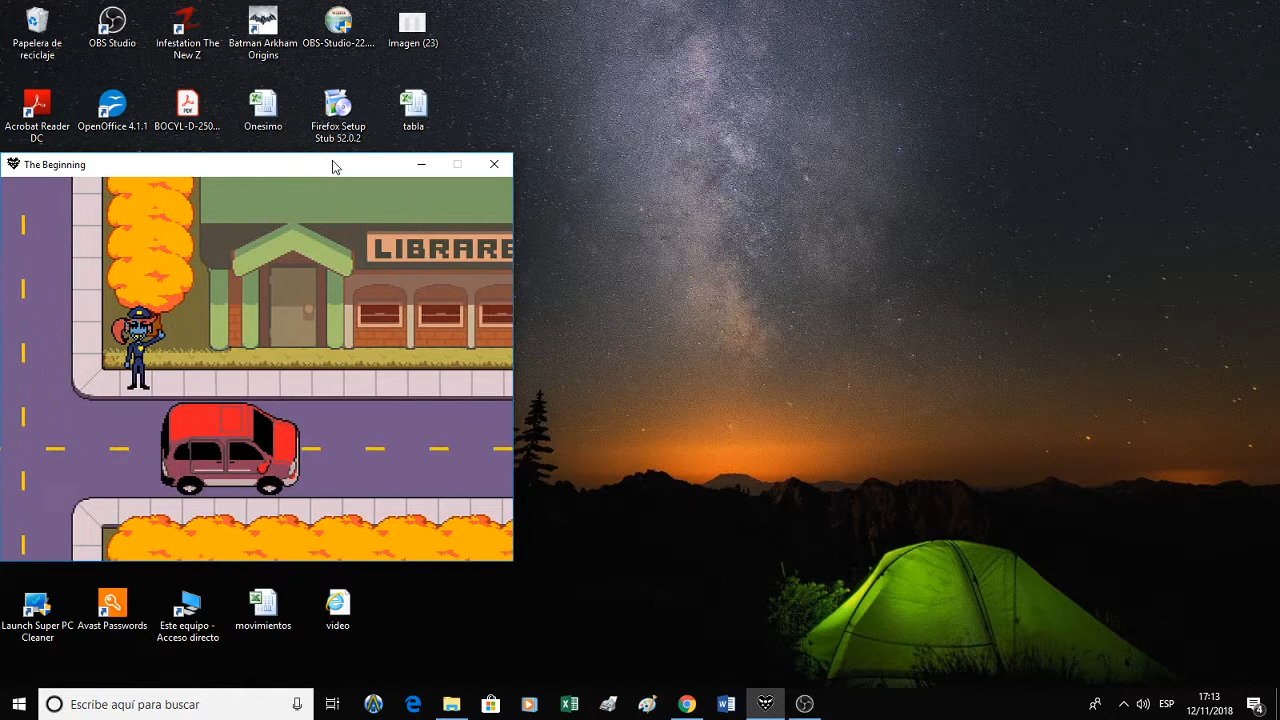 Papelera de
reciclaje
OBS Studio
Infestation The
New Z
Batman Arkham
Origins
OBS-Studio-22....
Imagen (23)
Acrobat Reader
DC
OpenOffice 4.1.1
BOCYL-D-250...
Onesimo
Firefox Setup
Stub 52.0.2
tabla
The Beginning
LIBRARB
Launch Super PC
Cleaner
Avast Passwords
Este equipo -
Acceso directo
movimientos
video
Escribe aquí para buscar
ESP
17:13
12/11/2018
4